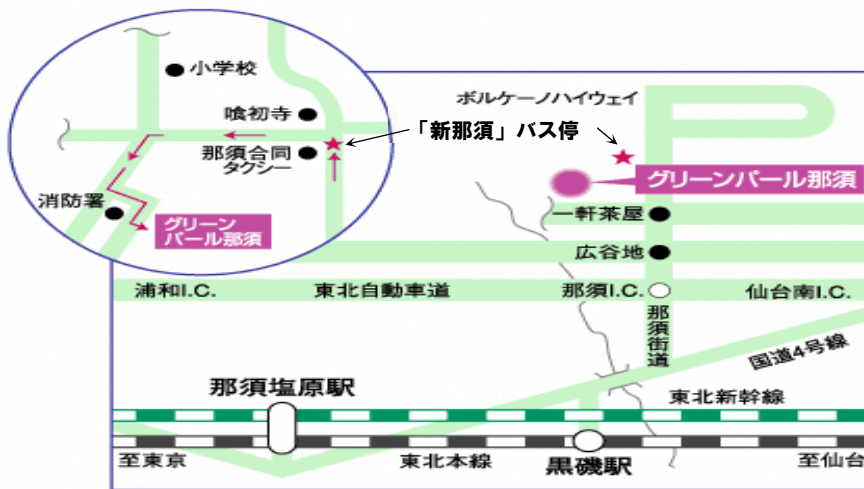 小学校
喰初寺
那須合同
タクシー
消防署
グリーン
パール那須
「新那須」バス停
ボルケーノハイウェイ
グリーンパール那須
一軒茶屋
広谷地
浦和I.C.
東北自動車道
那須I.C.
仙台南I.C.
那須街道
国道4号線
那須塩原駅
東北新幹線
至東京
東北本線
黒磯駅
至仙台